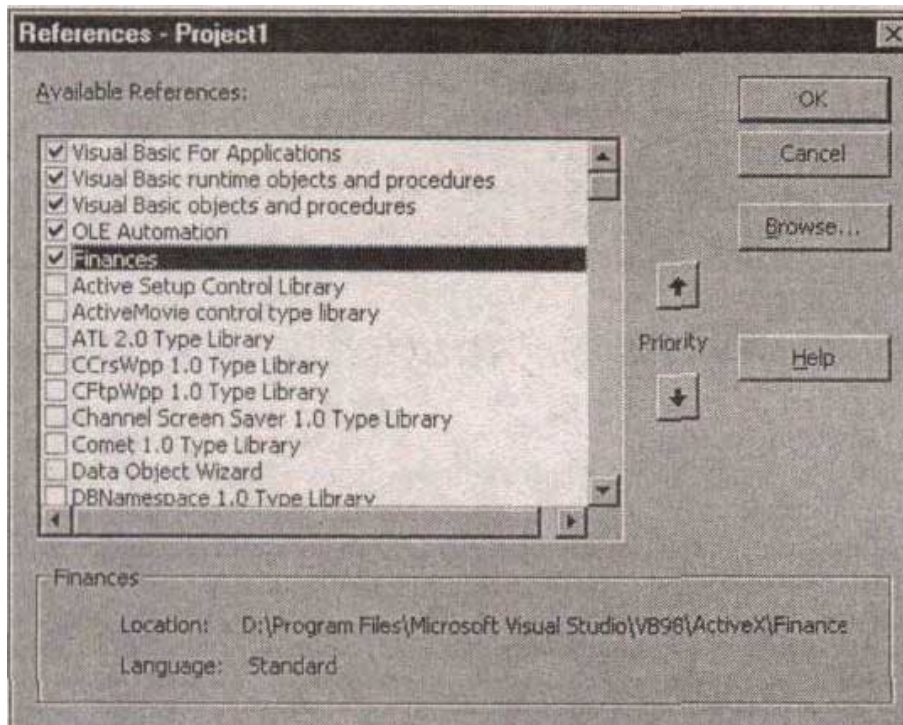 References - Project1
Available References:
OK
Cancel
Browse...
Help
Priority
Visual Basic For Applications
Visual Basic runtime objects and procedures
Visual Basic objects and procedures
OLE Automation
Finances
Active Setup Control Library
ActiveMovie control type library
ATL 2.0 Type Library
CCrsWpp 1.0 Type Library
CFtpWpp 1.0 Type Library
Channel Screen Saver 1.0 Type Library
Comet 1.0 Type Library
Data Object Wizard
DBNamespace 1.0 Type Library
Finances
Location: D:\Program Files\Microsoft Visual Studio\VB98\ActiveX\Finance
Language: Standard